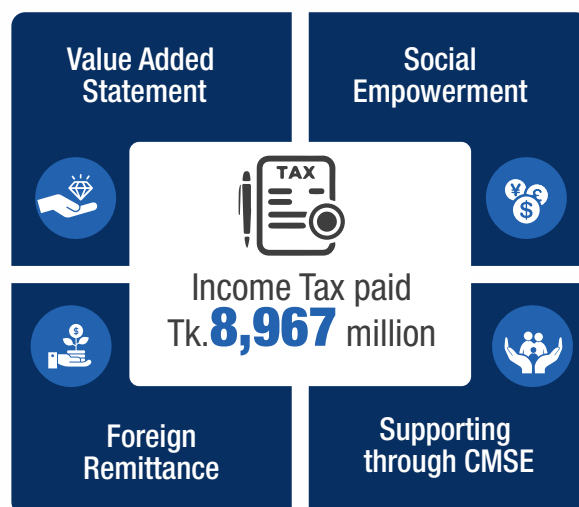 Value Added
Statement
Social
Empowerment
¥
£
$
TAX
Income Tax paid
Tk.8,967 million
$
Foreign
Remittance
Supporting
through CMSE